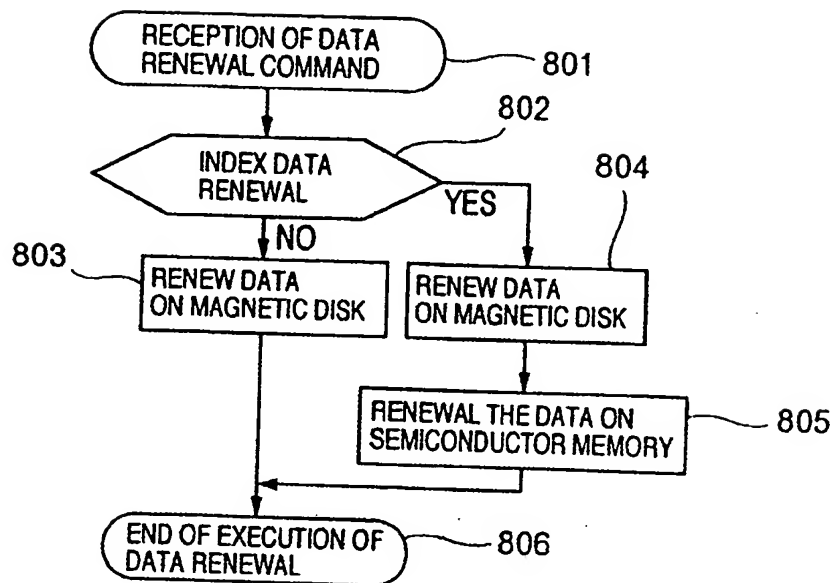 RECEPTION OF DATA
RENEWAL COMMAND
801
802
INDEX DATA
RENEWAL
YES
804
NO
803
RENEW DATA
ON MAGNETIC DISK
RENEW DATA
ON MAGNETIC DISK
RENEWAL THE DATA ON
SEMICONDUCTOR MEMORY
805
END OF EXECUTION OF
DATA RENEWAL
806